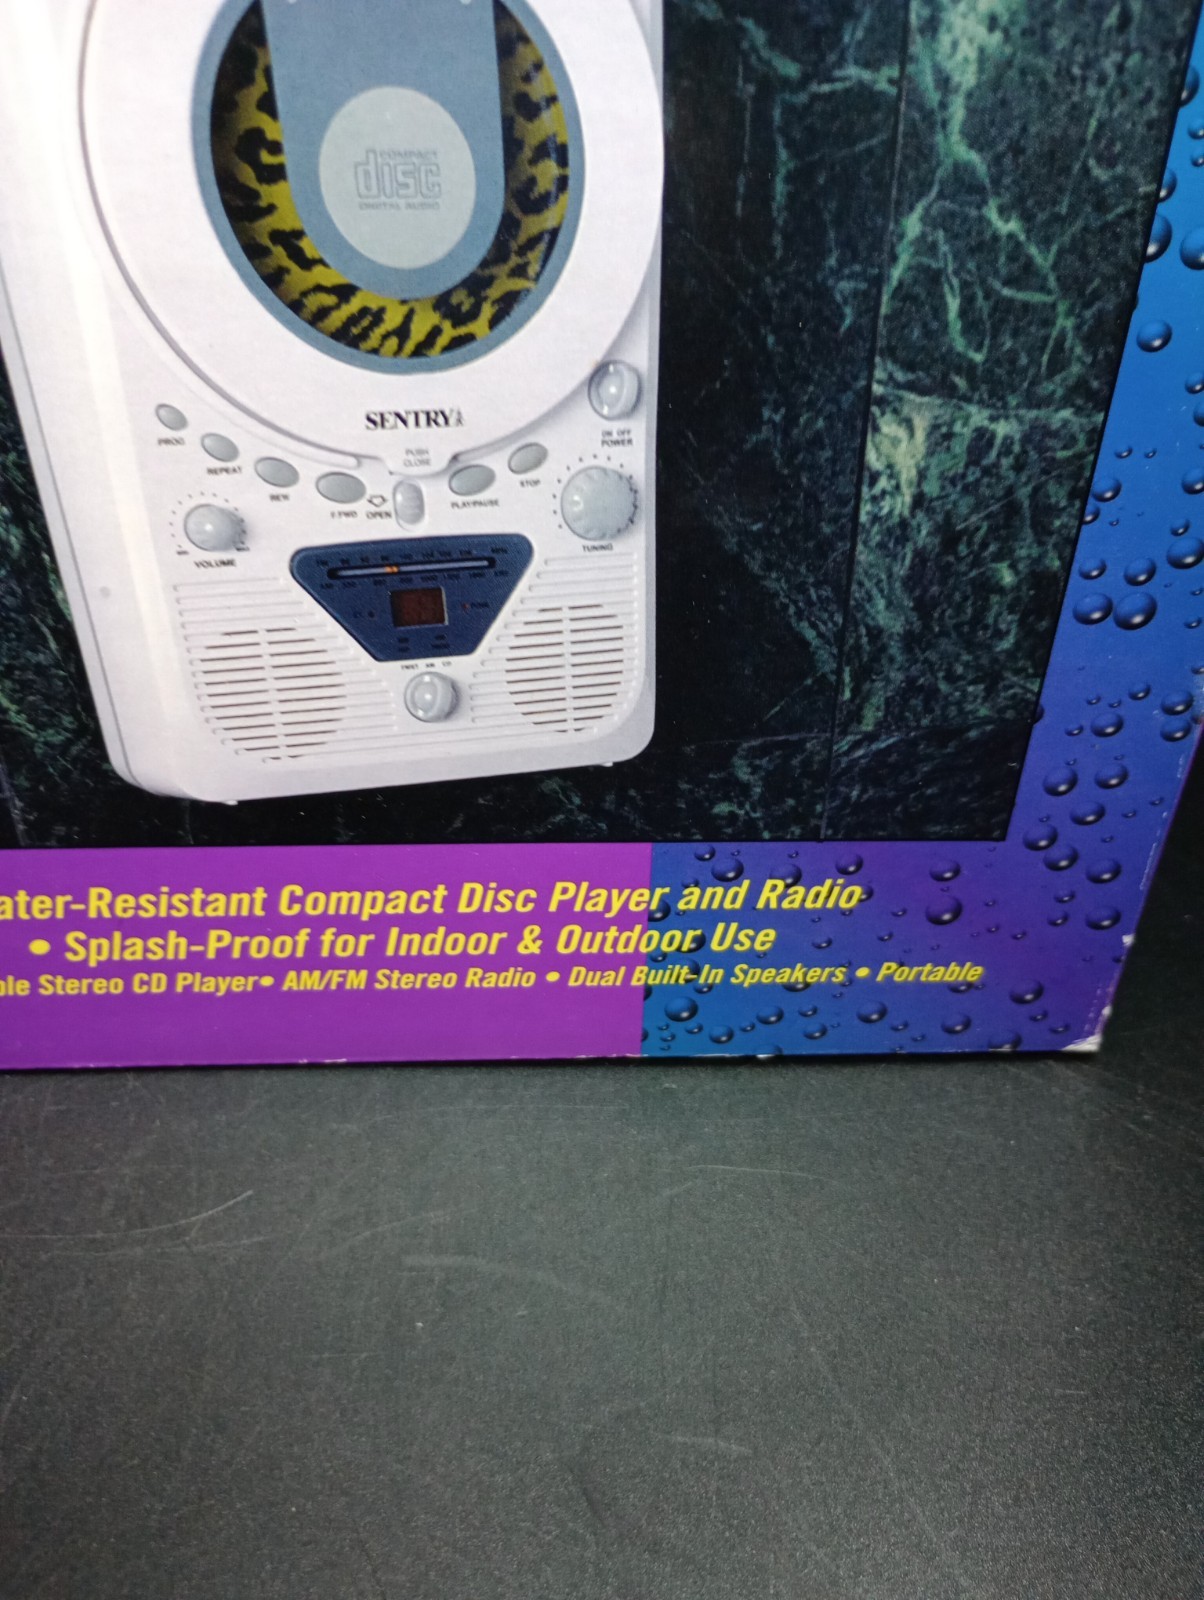 COMPACT
disc
DIGITAL AUDIO
SENTRY
PUSH
CLOSE
ON OFF
POWER
PROG
REPEAT
REW
F.FWD OPEN
PLAY/PAUSE
STOP
VOLUME
TUNING
ater-Resistant Compact Disc Player and Radio
• Splash-Proof for Indoor & Outdoor Use
ble Stereo CD Player• AM/FM Stereo Radio • Dual Built-In Speakers • Portable